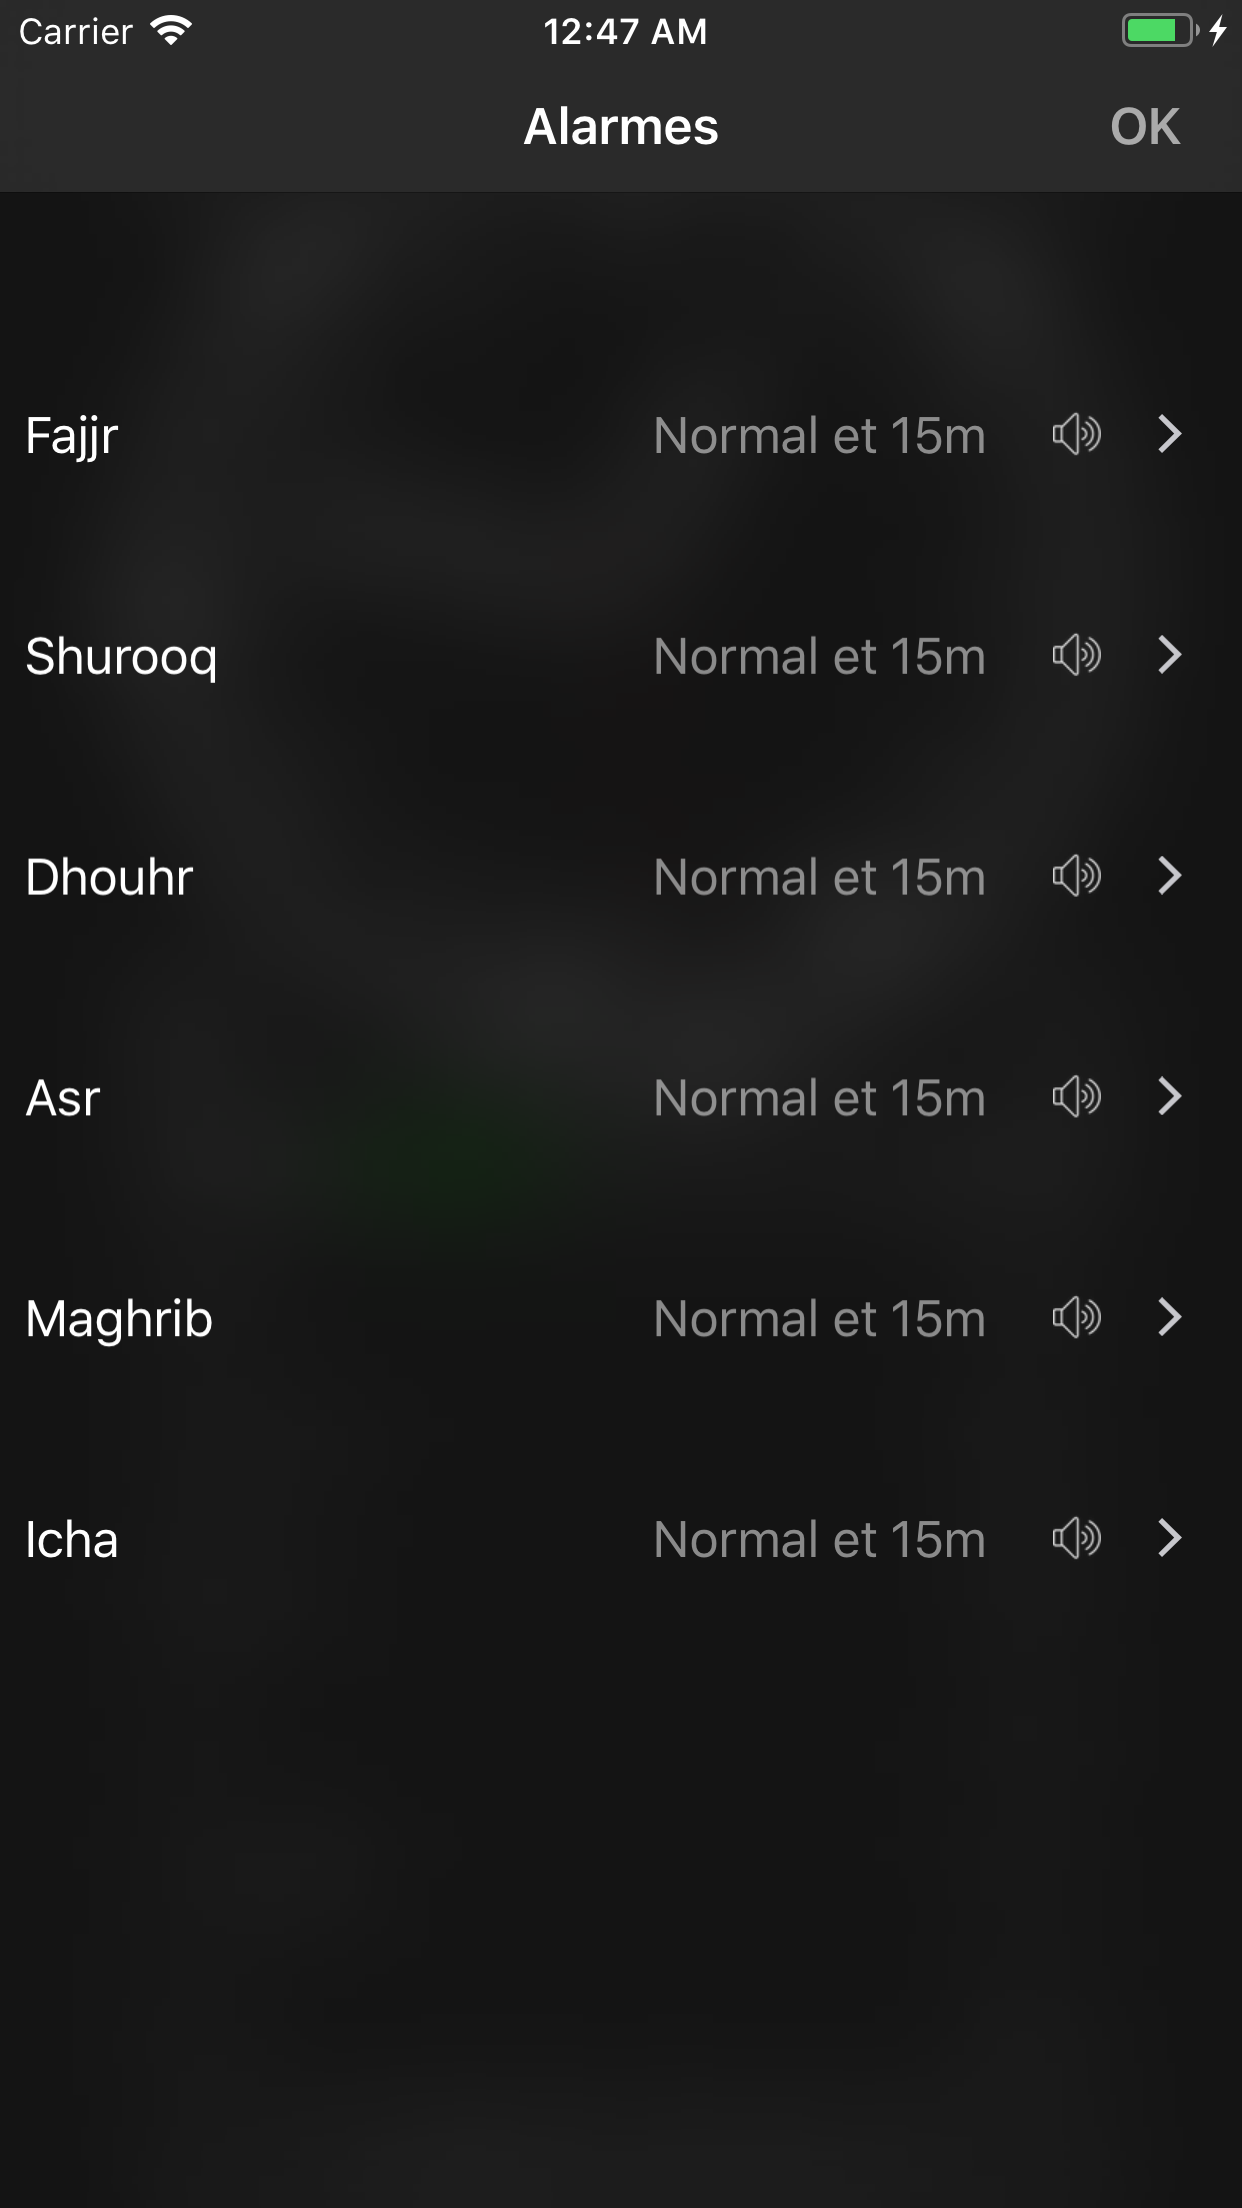 Carrier 12:47 AM
Alarmes OK
Fajjr Normal et 15m
Shurooq Normal et 15m
Dhouhr Normal et 15m
Asr Normal et 15m
Maghrib Normal et 15m
Icha Normal et 15m